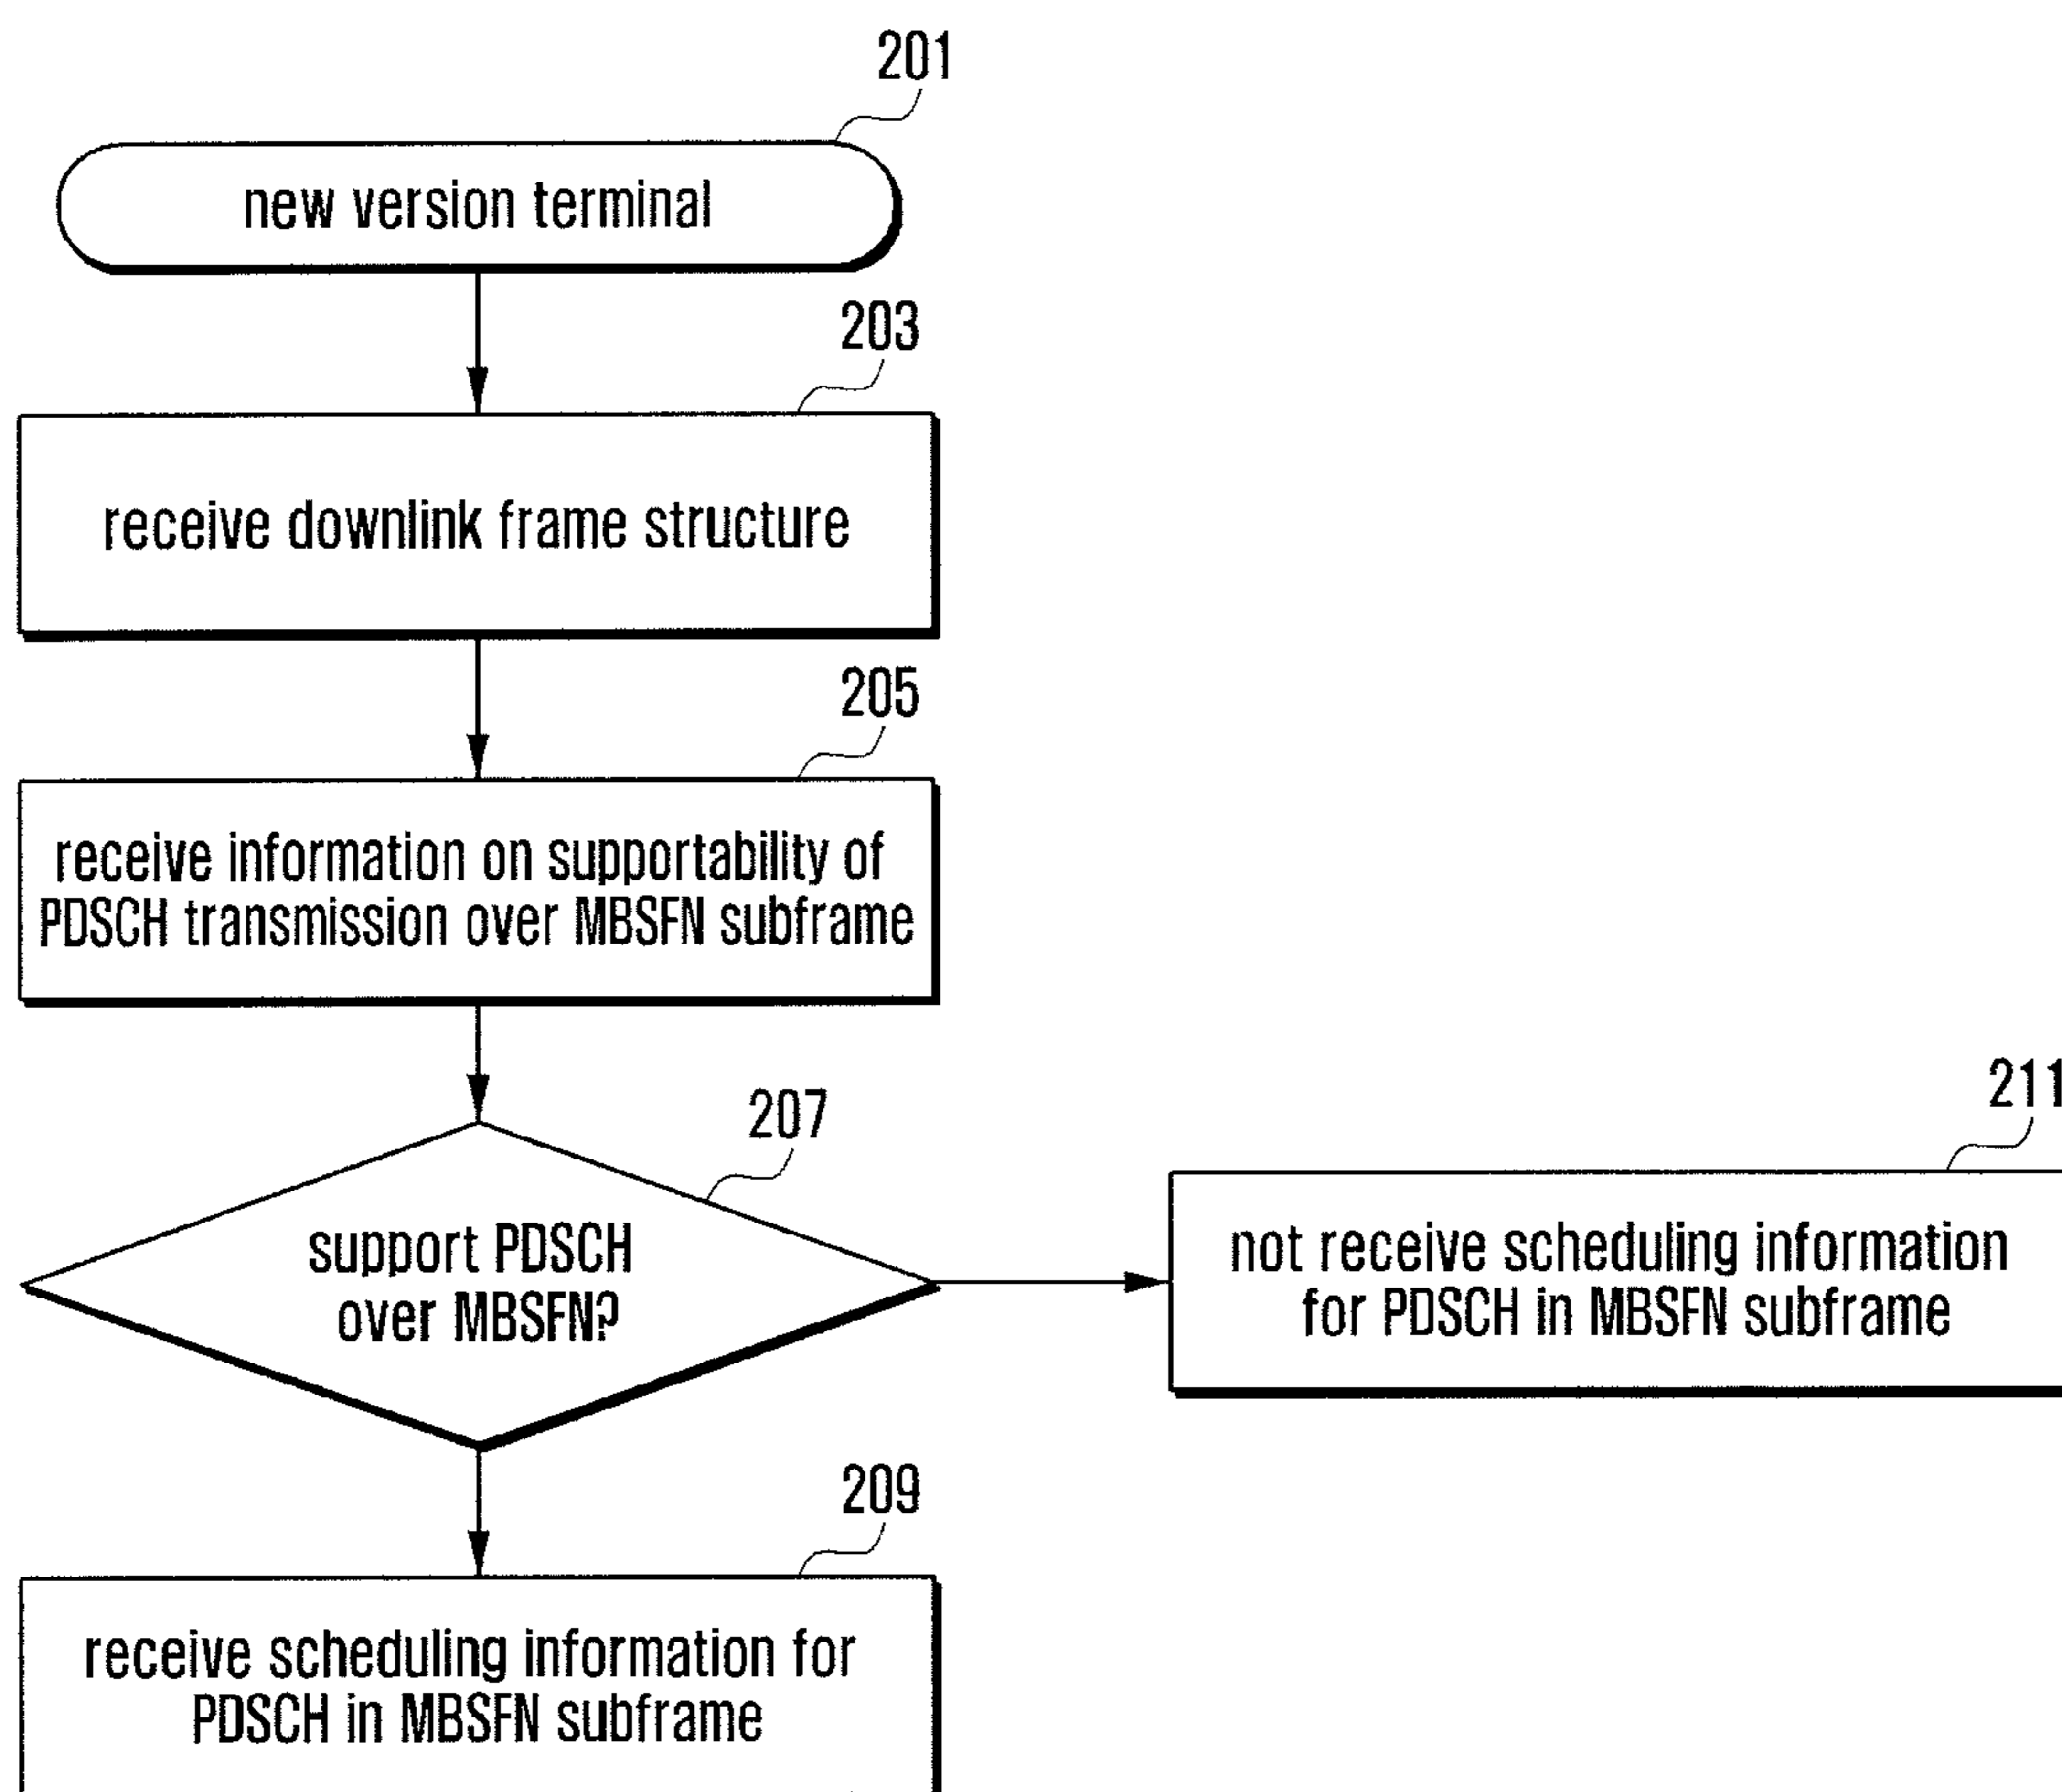 201
new version terminal
203
receive downlink frame structure
205
receive information on supportability of
PDSCH transmission over MBSFN subframe
207
support PDSCH
over MBSFN?
211
not receive scheduling information
for PDSCH in MBSFN subframe
209
receive scheduling information for
PDSCH in MBSFN subframe